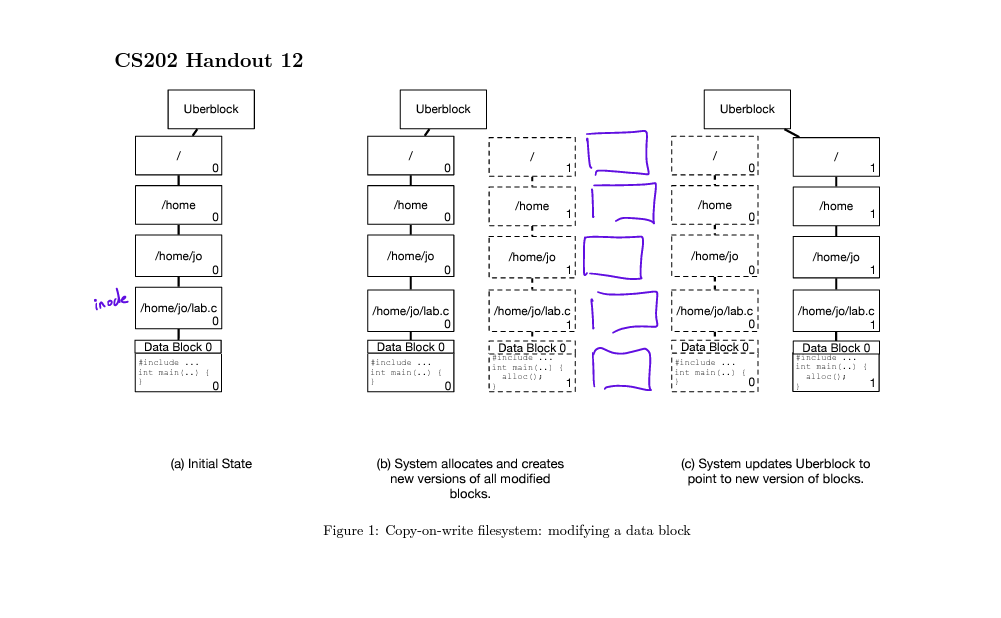 CS202 Handout 12
Uberblock
/
0
/home
0
/home/jo
0
inode
/home/jo/lab.c
0
Data Block 0
#include ...
int main(..) {
}
0
(a) Initial State
Uberblock
/
0
/home
0
/home/jo
0
/home/jo/lab.c
0
Data Block 0
#include ...
int main(..) {
}
0
/
1
/home
1
/home/jo
1
/home/jo/lab.c
1
Data Block 0
#include ...
int main(..) {
alloc();
}
1
(b) System allocates and creates
new versions of all modified
blocks.
Uberblock
/
0
/home
0
/home/jo
0
/home/jo/lab.c
0
Data Block 0
#include ...
int main(..) {
}
0
/
1
/home
1
/home/jo
1
/home/jo/lab.c
1
Data Block 0
#include ...
int main(..) {
alloc();
}
1
(c) System updates Uberblock to
point to new version of blocks.
Figure 1: Copy-on-write filesystem: modifying a data block